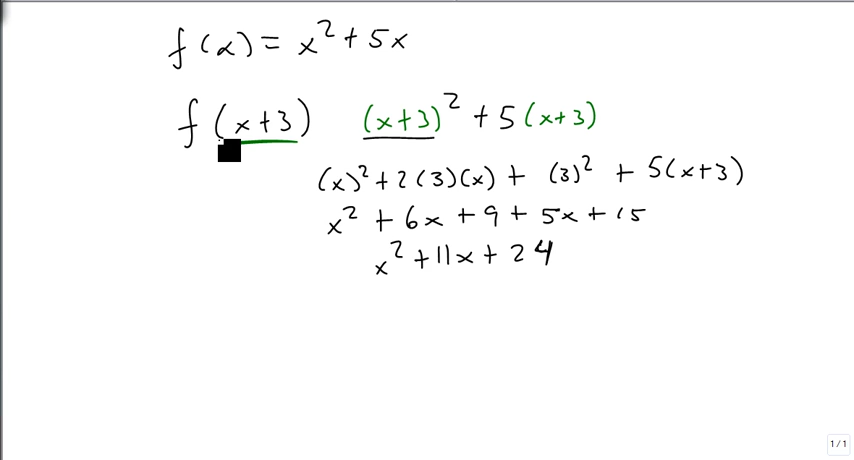 f(x) = x² + 5x
f(x+3) (x+3)² + 5(x+3)
(x)² + 2(3)(x) + (3)² + 5(x+3)
x² + 6x + 9 + 5x + 15
x² + 11x + 24
1/1